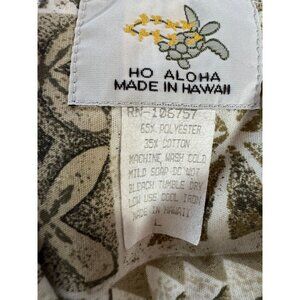 HO ALOHA
MADE IN HAWAII
RN-106757
65% POLYESTER
35% COTTON
MACHINE WASH COLD
MILD SOAP DO NOT
BLEACH TUMBLE DRY
LOW USE COOL IRON
MADE IN HAWAII
L